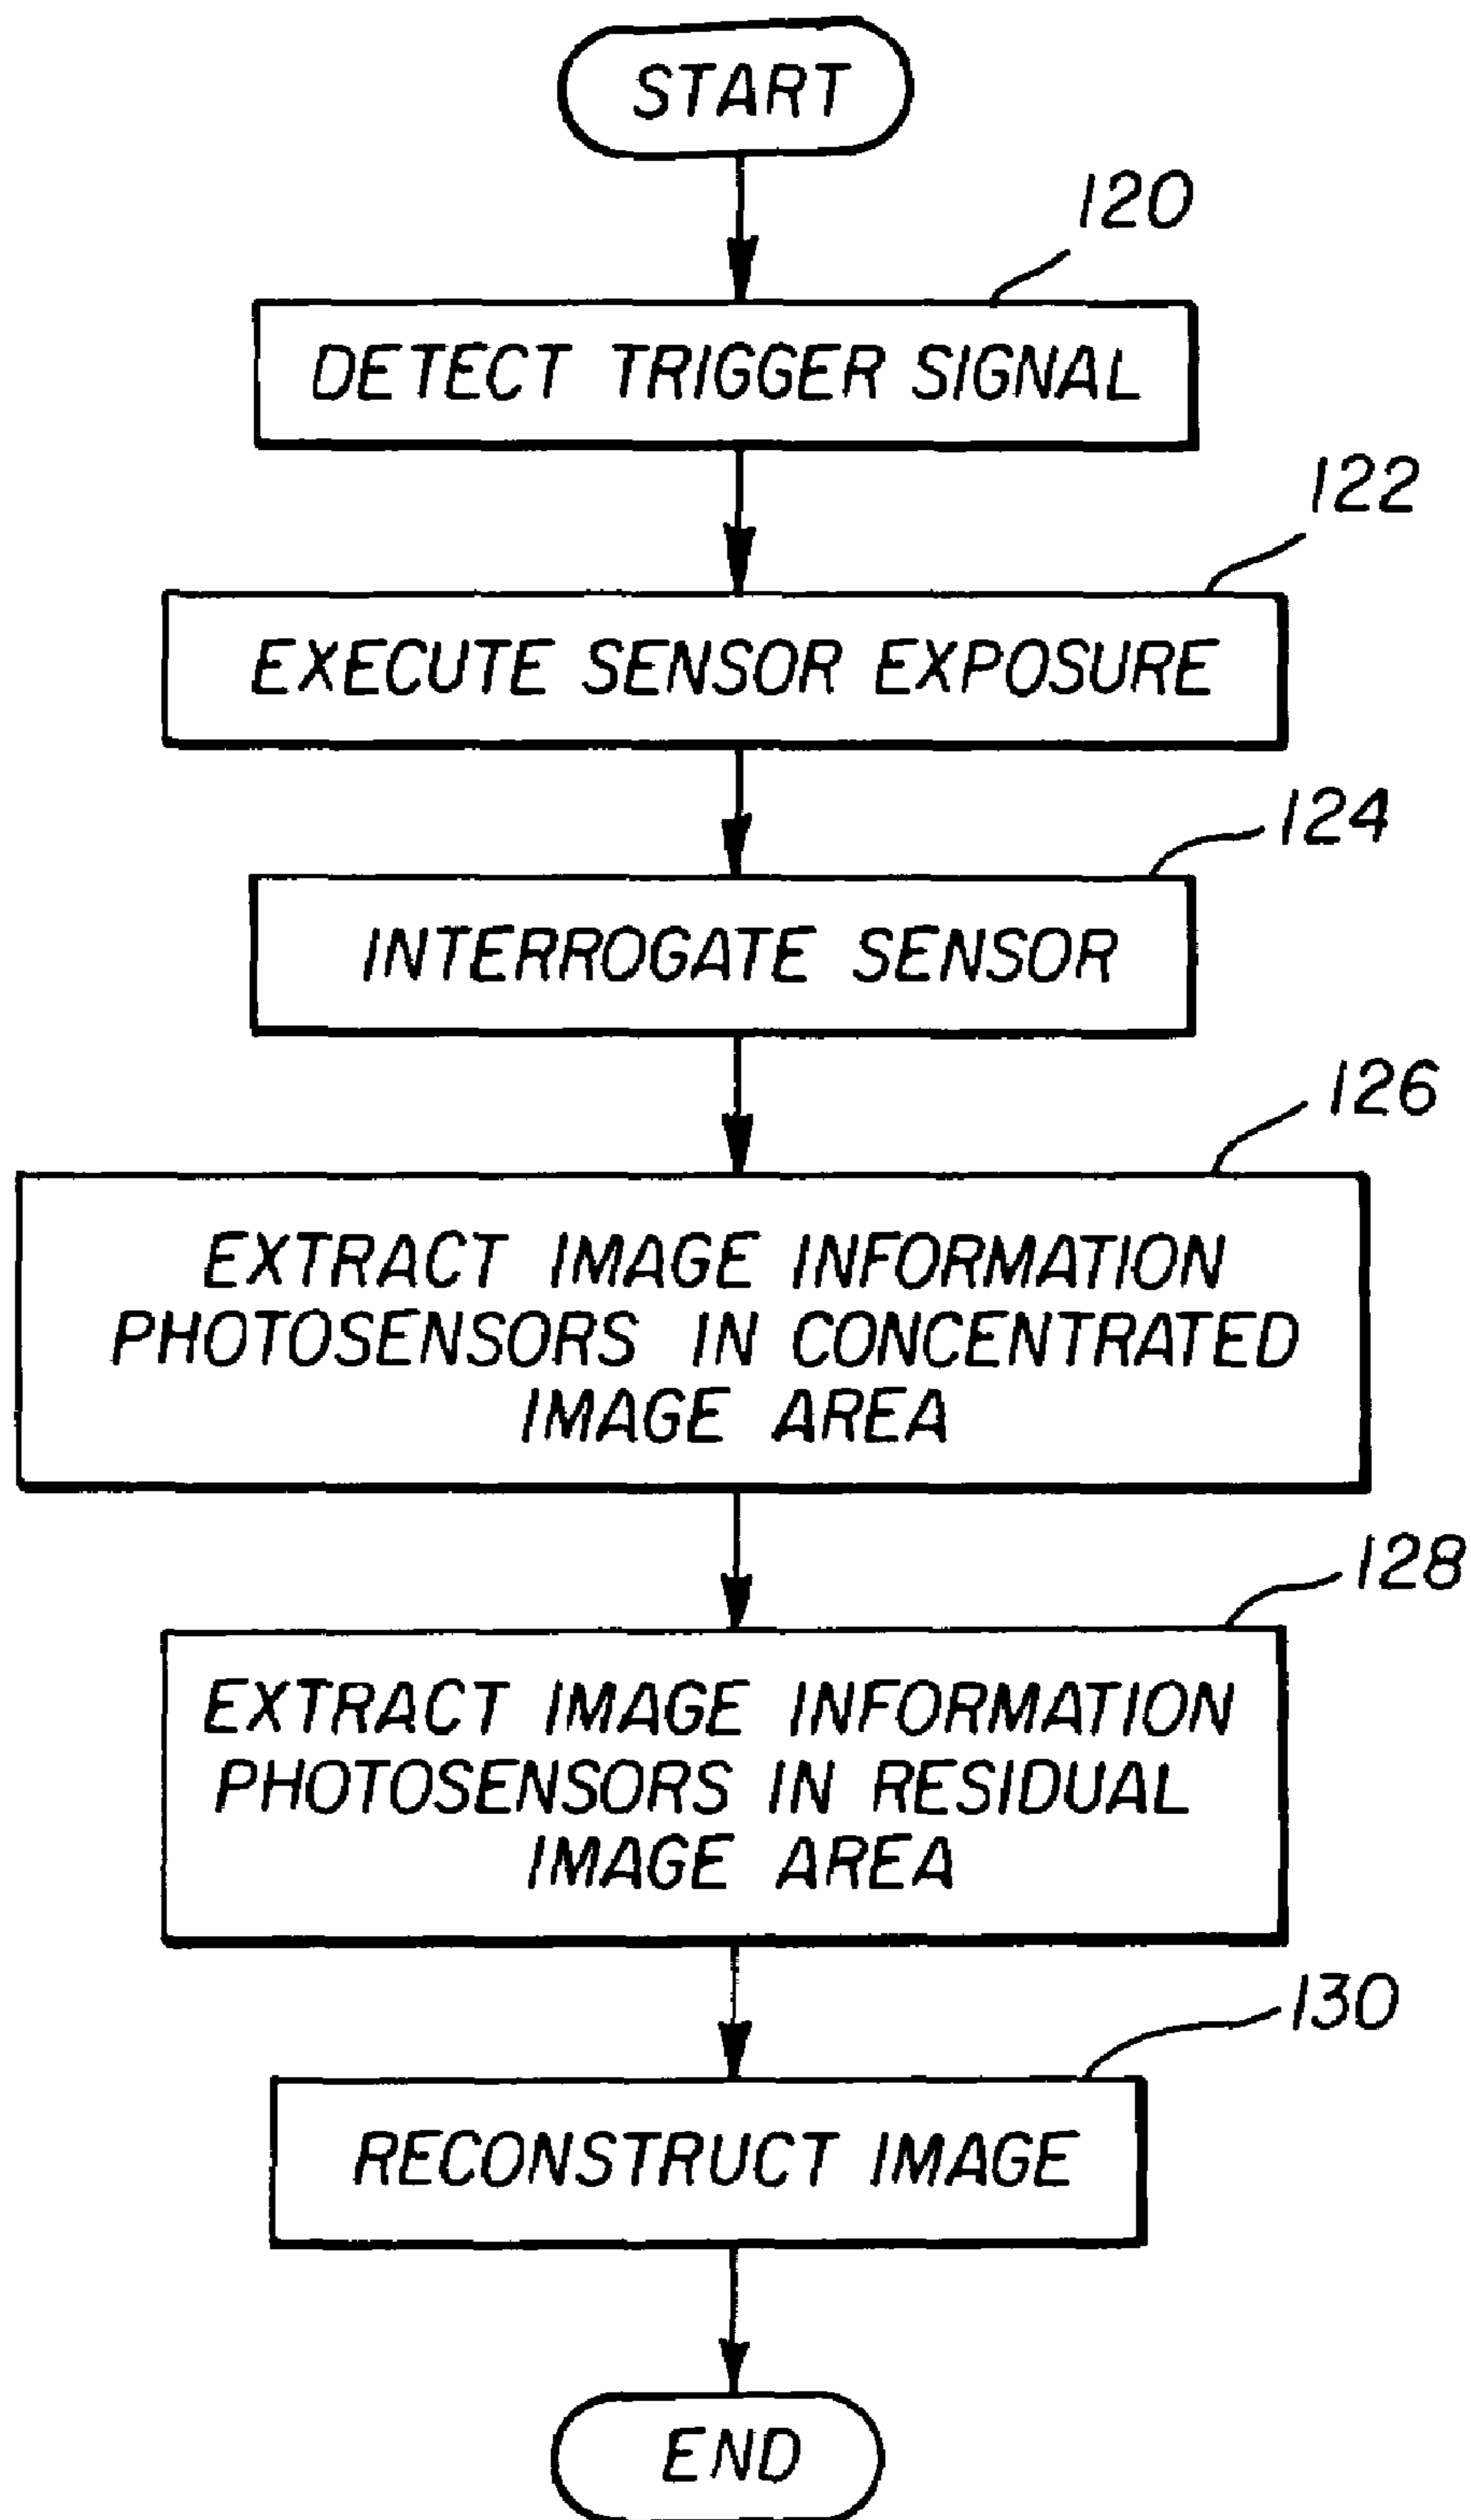 START
120
DETECT TRIGGER SIGNAL
122
EXECUTE SENSOR EXPOSURE
124
INTERROGATE SENSOR
126
EXTRACT IMAGE INFORMATION
PHOTOSENSORS IN CONCENTRATED
IMAGE AREA
128
EXTRACT IMAGE INFORMATION
PHOTOSENSORS IN RESIDUAL
IMAGE AREA
130
RECONSTRUCT IMAGE
END